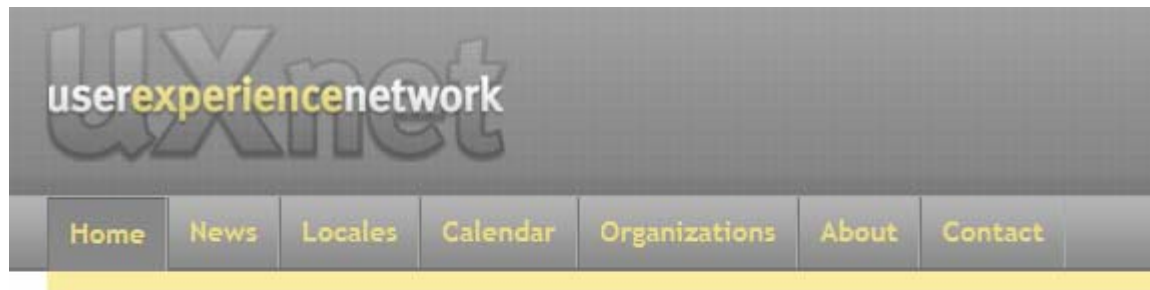 UXnet
userexperiencenetwork
Home News Locales Calendar Organizations About Contact